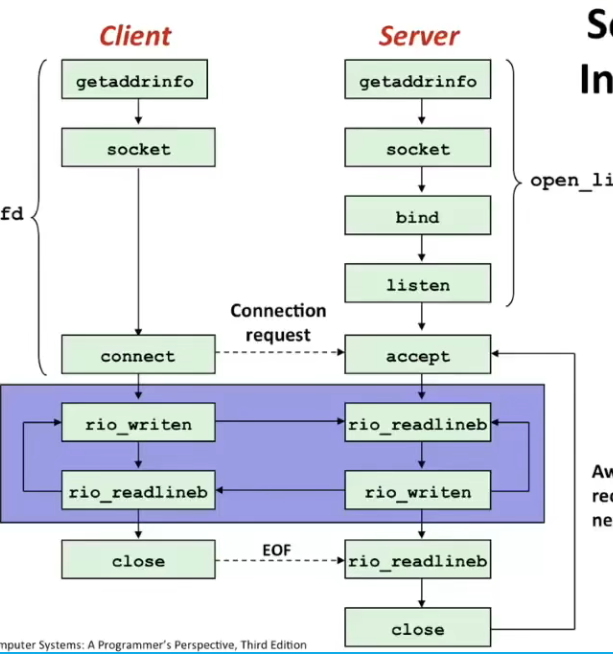 Client
Server
So
In
getaddrinfo
getaddrinfo
socket
socket
fd
open_li
bind
listen
Connection
request
connect
accept
rio_writen
rio_readlineb
rio_readlineb
rio_writen
Aw
rec
ne
close
EOF
rio_readlineb
close
mputer Systems: A Programmer's Perspective, Third Edition